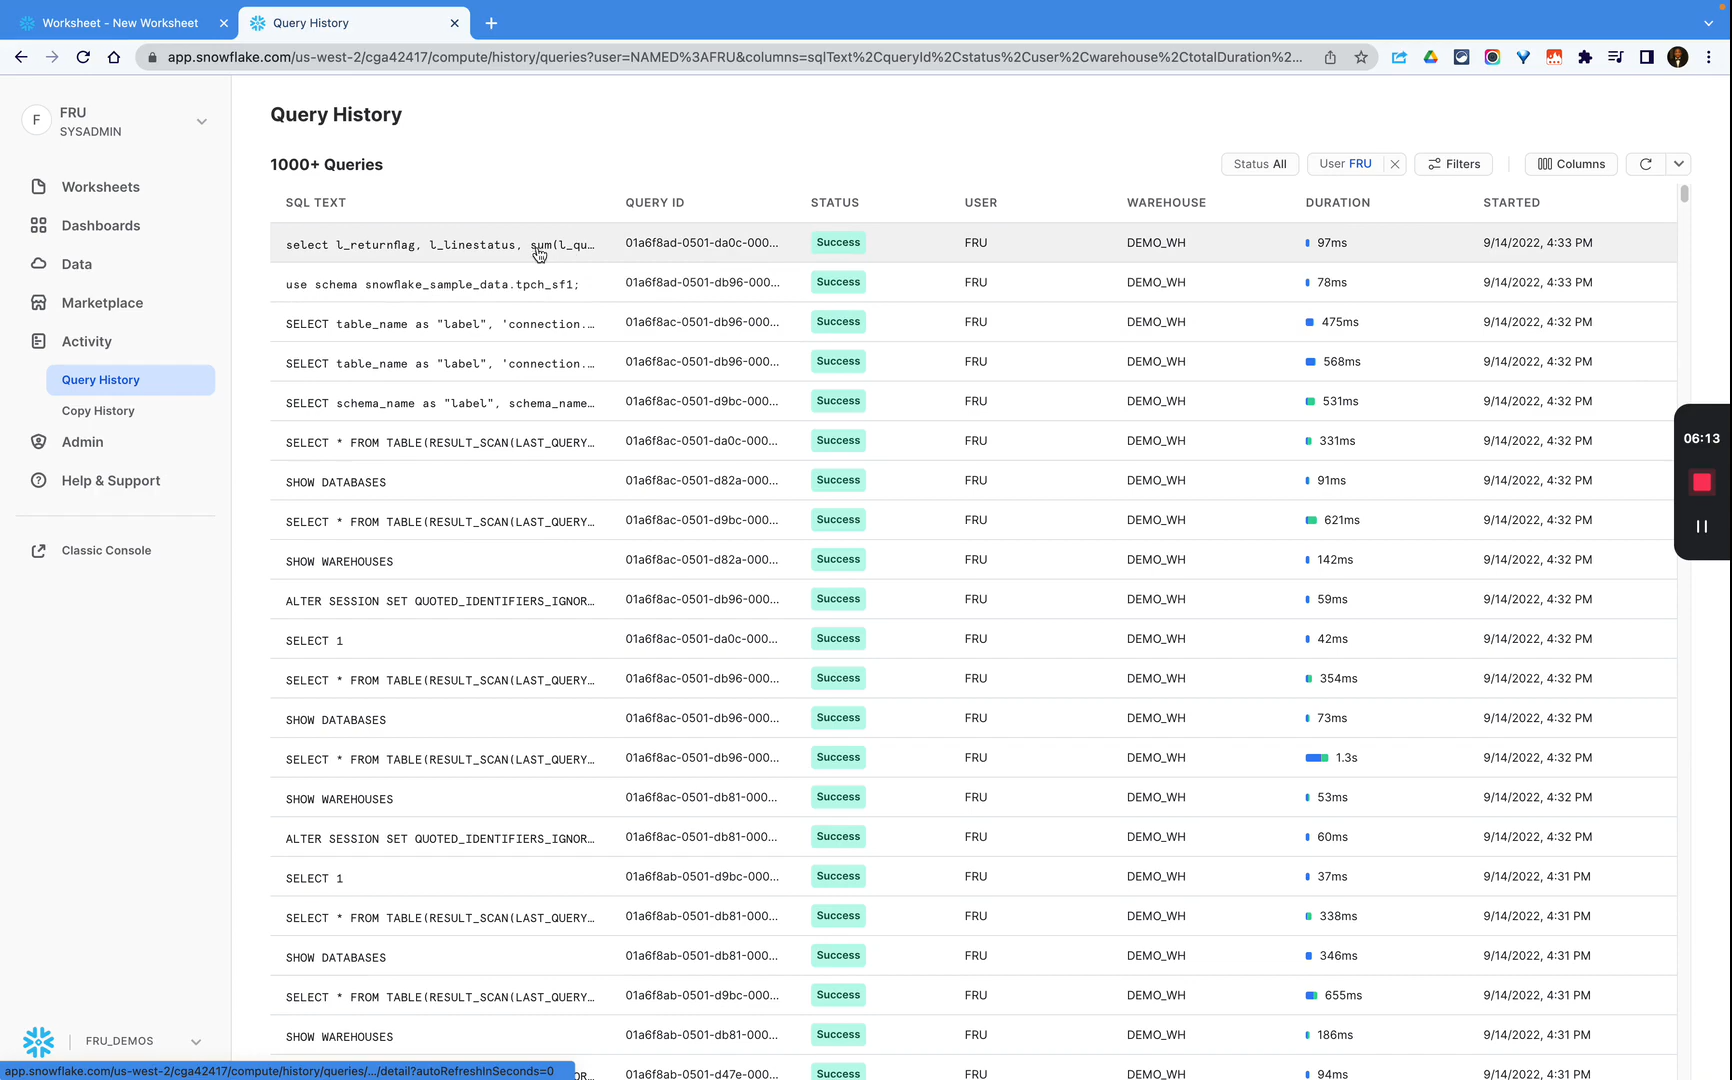 Worksheet - New Worksheet
Query History
app.snowflake.com/us-west-2/cga42417/compute/history/queries?user=NAMED%3AFRU&columns=sqlText%2CqueryId%2Cstatus%2Cuser%2Cwarehouse%2CtotalDuration%2...
F
FRU
SYSADMIN
Worksheets
Dashboards
Data
Marketplace
Activity
Query History
Copy History
Admin
Help & Support
Classic Console
FRU_DEMOS
app.snowflake.com/us-west-2/cga42417/compute/history/queries/.../detail?autoRefreshInSeconds=0
Query History
1000+ Queries
Status All
User FRU
Filters
Columns
SQL TEXT QUERY ID STATUS USER WAREHOUSE DURATION STARTED
select l_returnflag, l_linestatus, sum(l_qu... 01a6f8ad-0501-da0c-000... Success FRU DEMO_WH 97ms 9/14/2022, 4:33 PM
use schema snowflake_sample_data.tpch_sf1; 01a6f8ad-0501-db96-000... Success FRU DEMO_WH 78ms 9/14/2022, 4:33 PM
SELECT table_name as "label", 'connection.... 01a6f8ac-0501-db96-000... Success FRU DEMO_WH 475ms 9/14/2022, 4:32 PM
SELECT table_name as "label", 'connection.... 01a6f8ac-0501-db96-000... Success FRU DEMO_WH 568ms 9/14/2022, 4:32 PM
SELECT schema_name as "label", schema_name... 01a6f8ac-0501-d9bc-000... Success FRU DEMO_WH 531ms 9/14/2022, 4:32 PM
SELECT * FROM TABLE(RESULT_SCAN(LAST_QUERY... 01a6f8ac-0501-da0c-000... Success FRU DEMO_WH 331ms 9/14/2022, 4:32 PM
SHOW DATABASES 01a6f8ac-0501-d82a-000... Success FRU DEMO_WH 91ms 9/14/2022, 4:32 PM
SELECT * FROM TABLE(RESULT_SCAN(LAST_QUERY... 01a6f8ac-0501-d9bc-000... Success FRU DEMO_WH 621ms 9/14/2022, 4:32 PM
SHOW WAREHOUSES 01a6f8ac-0501-d82a-000... Success FRU DEMO_WH 142ms 9/14/2022, 4:32 PM
ALTER SESSION SET QUOTED_IDENTIFIERS_IGNOR... 01a6f8ac-0501-db96-000... Success FRU DEMO_WH 59ms 9/14/2022, 4:32 PM
SELECT 1 01a6f8ac-0501-da0c-000... Success FRU DEMO_WH 42ms 9/14/2022, 4:32 PM
SELECT * FROM TABLE(RESULT_SCAN(LAST_QUERY... 01a6f8ac-0501-db96-000... Success FRU DEMO_WH 354ms 9/14/2022, 4:32 PM
SHOW DATABASES 01a6f8ac-0501-db96-000... Success FRU DEMO_WH 73ms 9/14/2022, 4:32 PM
SELECT * FROM TABLE(RESULT_SCAN(LAST_QUERY... 01a6f8ac-0501-db96-000... Success FRU DEMO_WH 1.3s 9/14/2022, 4:32 PM
SHOW WAREHOUSES 01a6f8ac-0501-db81-000... Success FRU DEMO_WH 53ms 9/14/2022, 4:32 PM
ALTER SESSION SET QUOTED_IDENTIFIERS_IGNOR... 01a6f8ac-0501-db81-000... Success FRU DEMO_WH 60ms 9/14/2022, 4:32 PM
SELECT 1 01a6f8ab-0501-d9bc-000... Success FRU DEMO_WH 37ms 9/14/2022, 4:31 PM
SELECT * FROM TABLE(RESULT_SCAN(LAST_QUERY... 01a6f8ab-0501-db81-000... Success FRU DEMO_WH 338ms 9/14/2022, 4:31 PM
SHOW DATABASES 01a6f8ab-0501-db81-000... Success FRU DEMO_WH 346ms 9/14/2022, 4:31 PM
SELECT * FROM TABLE(RESULT_SCAN(LAST_QUERY... 01a6f8ab-0501-d9bc-000... Success FRU DEMO_WH 655ms 9/14/2022, 4:31 PM
SHOW WAREHOUSES 01a6f8ab-0501-db81-000... Success FRU DEMO_WH 186ms 9/14/2022, 4:31 PM
OR... 01a6f8ab-0501-d47e-000... Success FRU DEMO_WH 94ms 9/14/2022, 4:31 PM
06:13